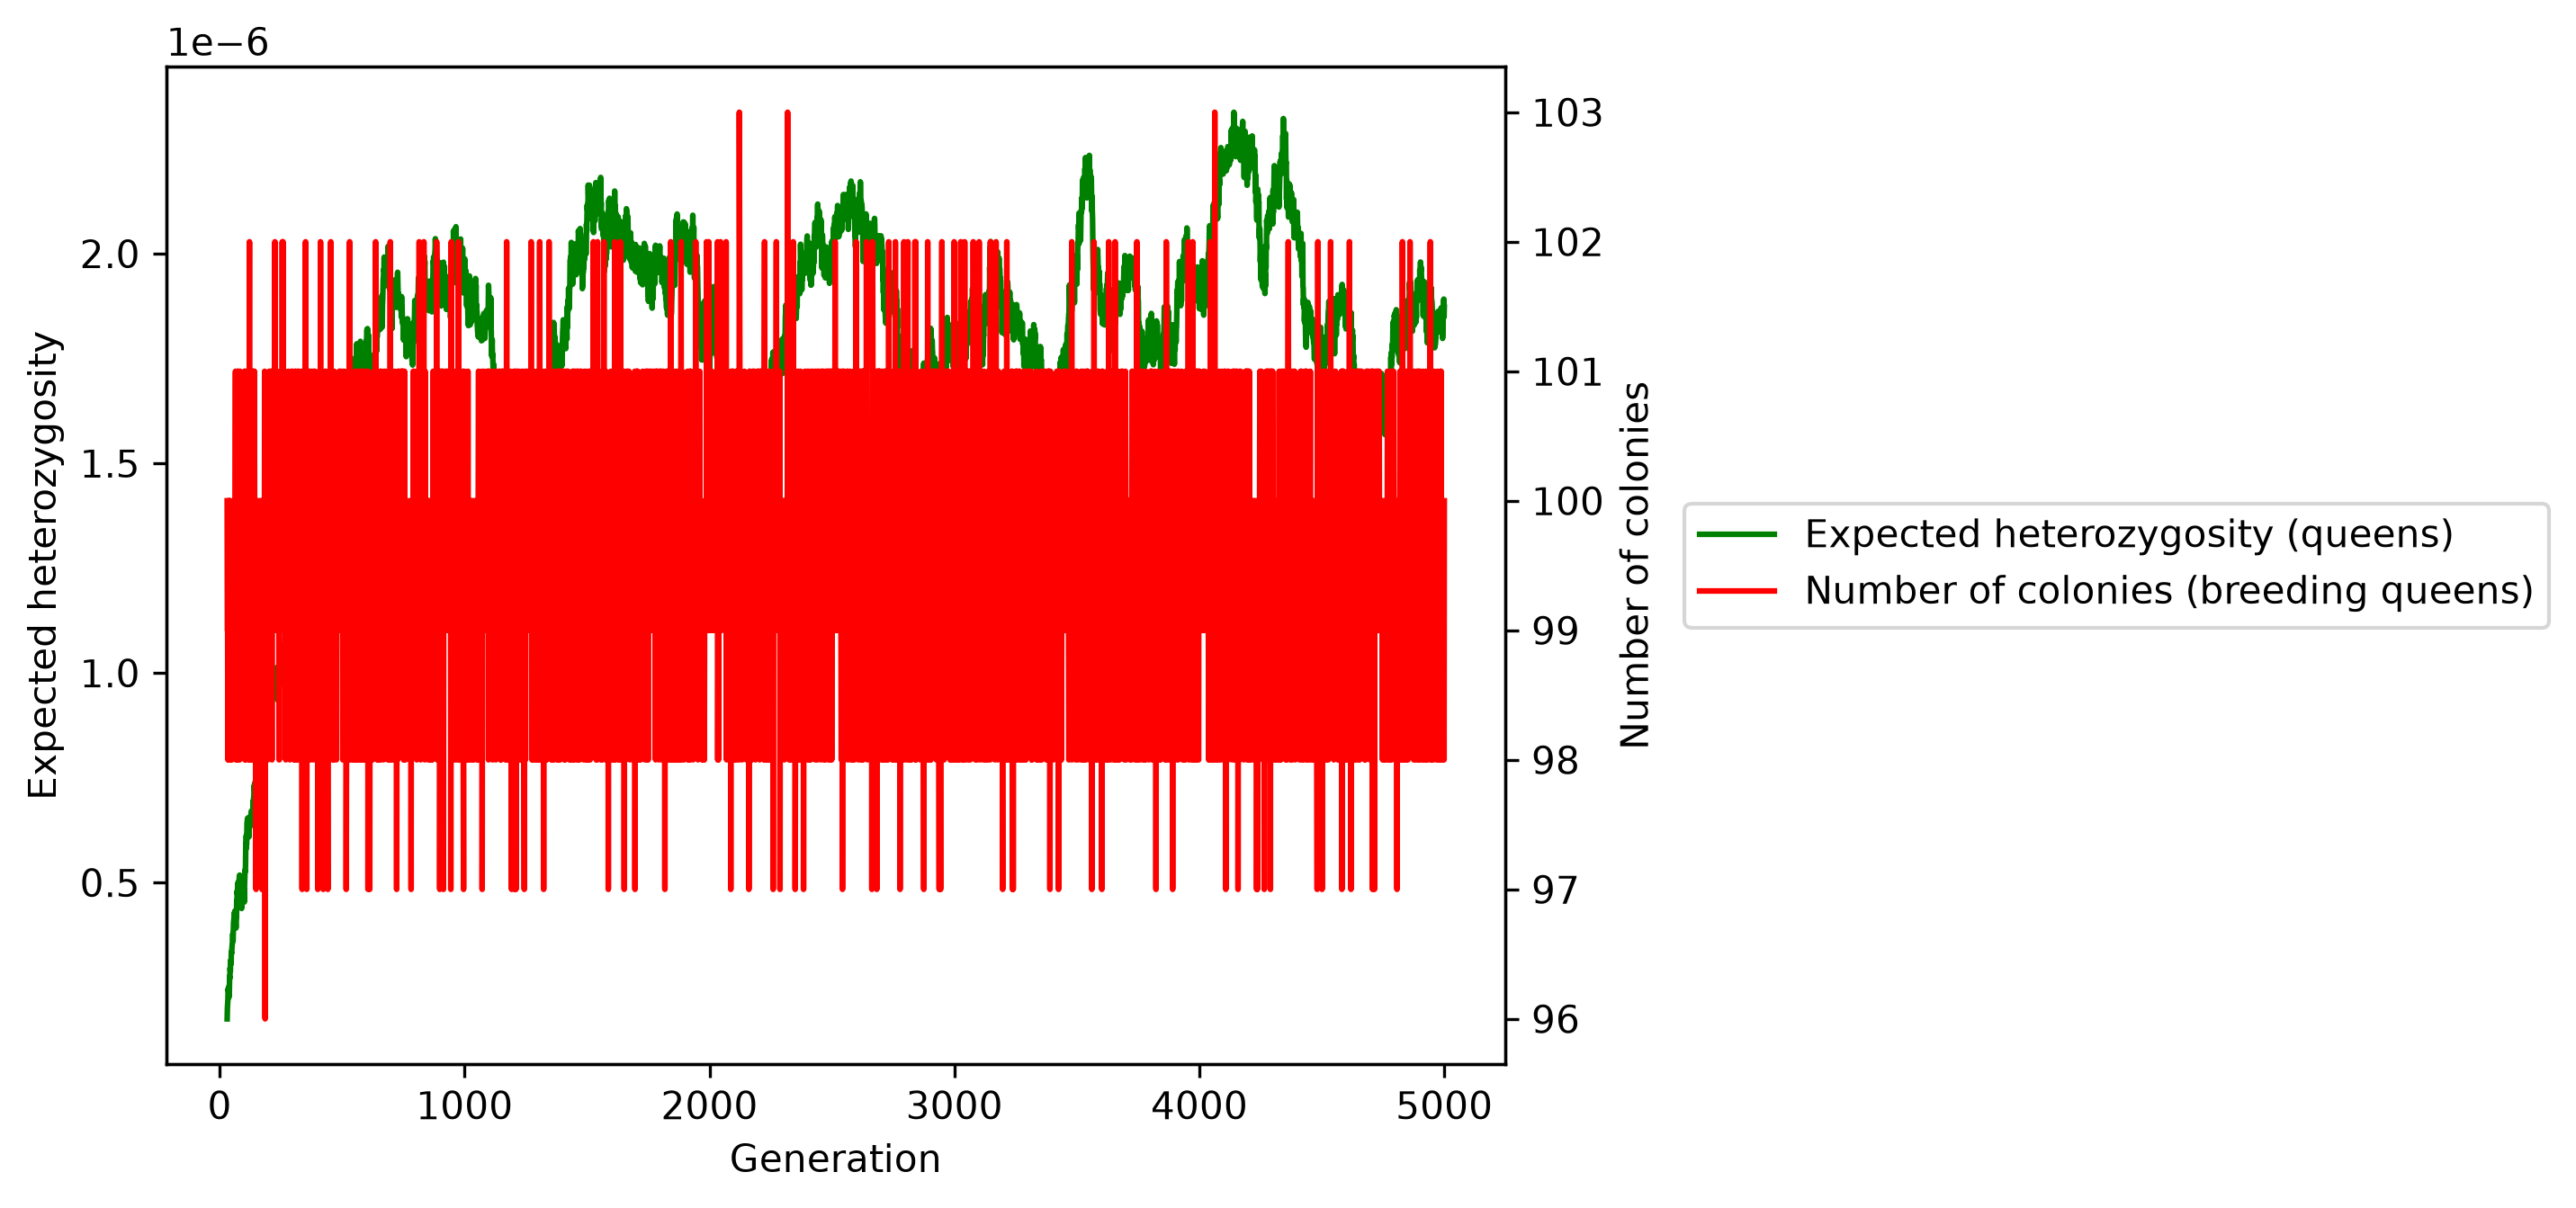 1e−6
2.0
1.5
1.0
0.5
Expected heterozygosity
103
102
101
100
99
98
97
96
Number of colonies
0 1000 2000 3000 4000 5000
Generation
Expected heterozygosity (queens)
Number of colonies (breeding queens)